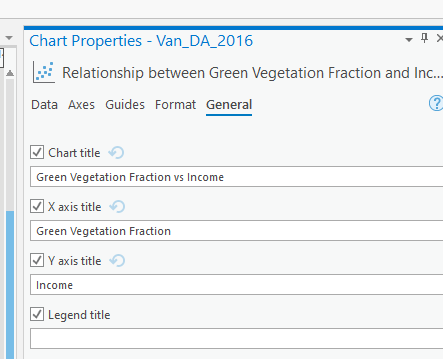 Chart Properties - Van_DA_2016
Relationship between Green Vegetation Fraction and Inc...
Data Axes Guides Format General
Chart title
Green Vegetation Fraction vs Income
X axis title
Green Vegetation Fraction
Y axis title
Income
Legend title